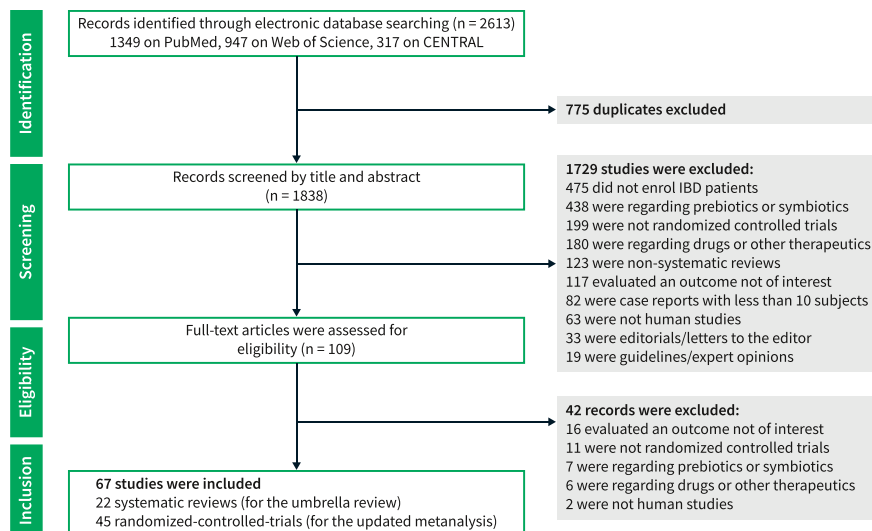 Identification
Records identified through electronic database searching (n = 2613)
1349 on PubMed, 947 on Web of Science, 317 on CENTRAL
775 duplicates excluded
Screening
Records screened by title and abstract
(n = 1838)
1729 studies were excluded:
475 did not enrol IBD patients
438 were regarding prebiotics or symbiotics
199 were not randomized controlled trials
180 were regarding drugs or other therapeutics
123 were non-systematic reviews
117 evaluated an outcome not of interest
82 were case reports with less than 10 subjects
63 were not human studies
33 were editorials/letters to the editor
19 were guidelines/expert opinions
Eligibility
Full-text articles were assessed for
eligibility (n = 109)
42 records were excluded:
16 evaluated an outcome not of interest
11 were not randomized controlled trials
7 were regarding prebiotics or symbiotics
6 were regarding drugs or other therapeutics
2 were not human studies
Inclusion
67 studies were included
22 systematic reviews (for the umbrella review)
45 randomized-controlled-trials (for the updated metanalysis)